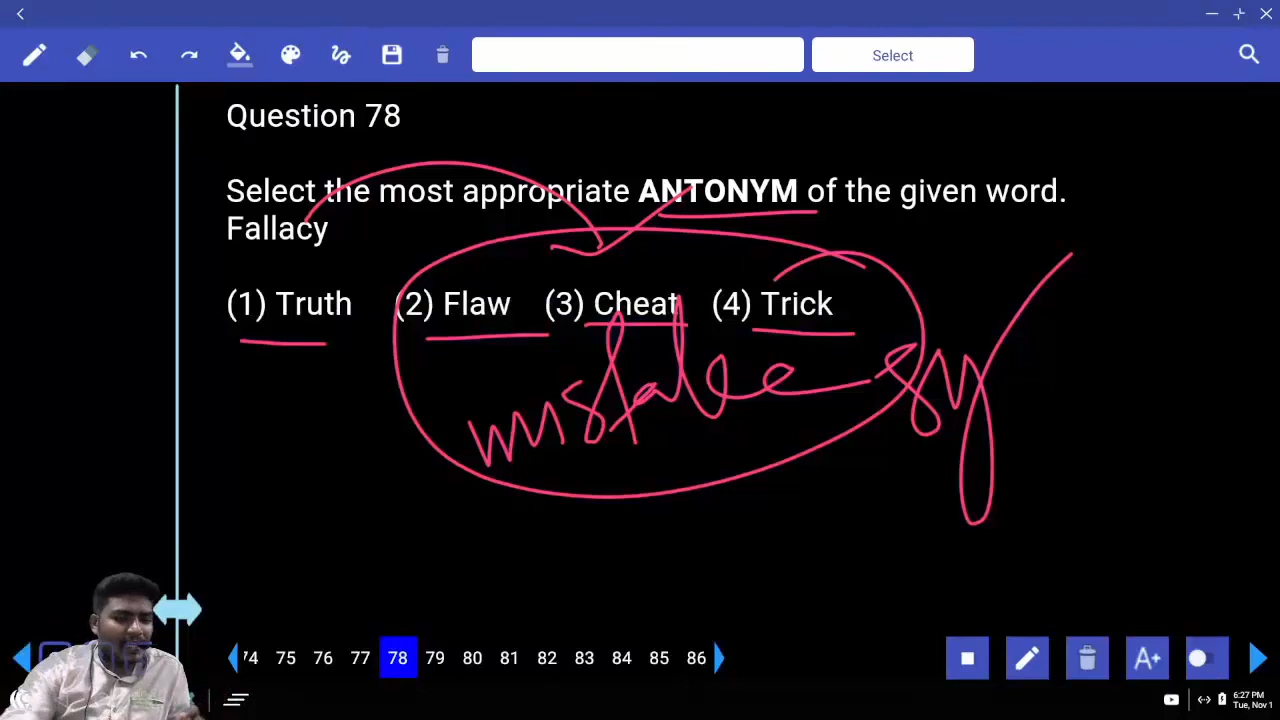 Select
Question 78
Select the most appropriate ANTONYM of the given word.
Fallacy
(1) Truth (2) Flaw (3) Cheat (4) Trick
mistake - sy
74 75 76 77 78 79 80 81 82 83 84 85 86
A+
6:27 PM
Tue, Nov 1